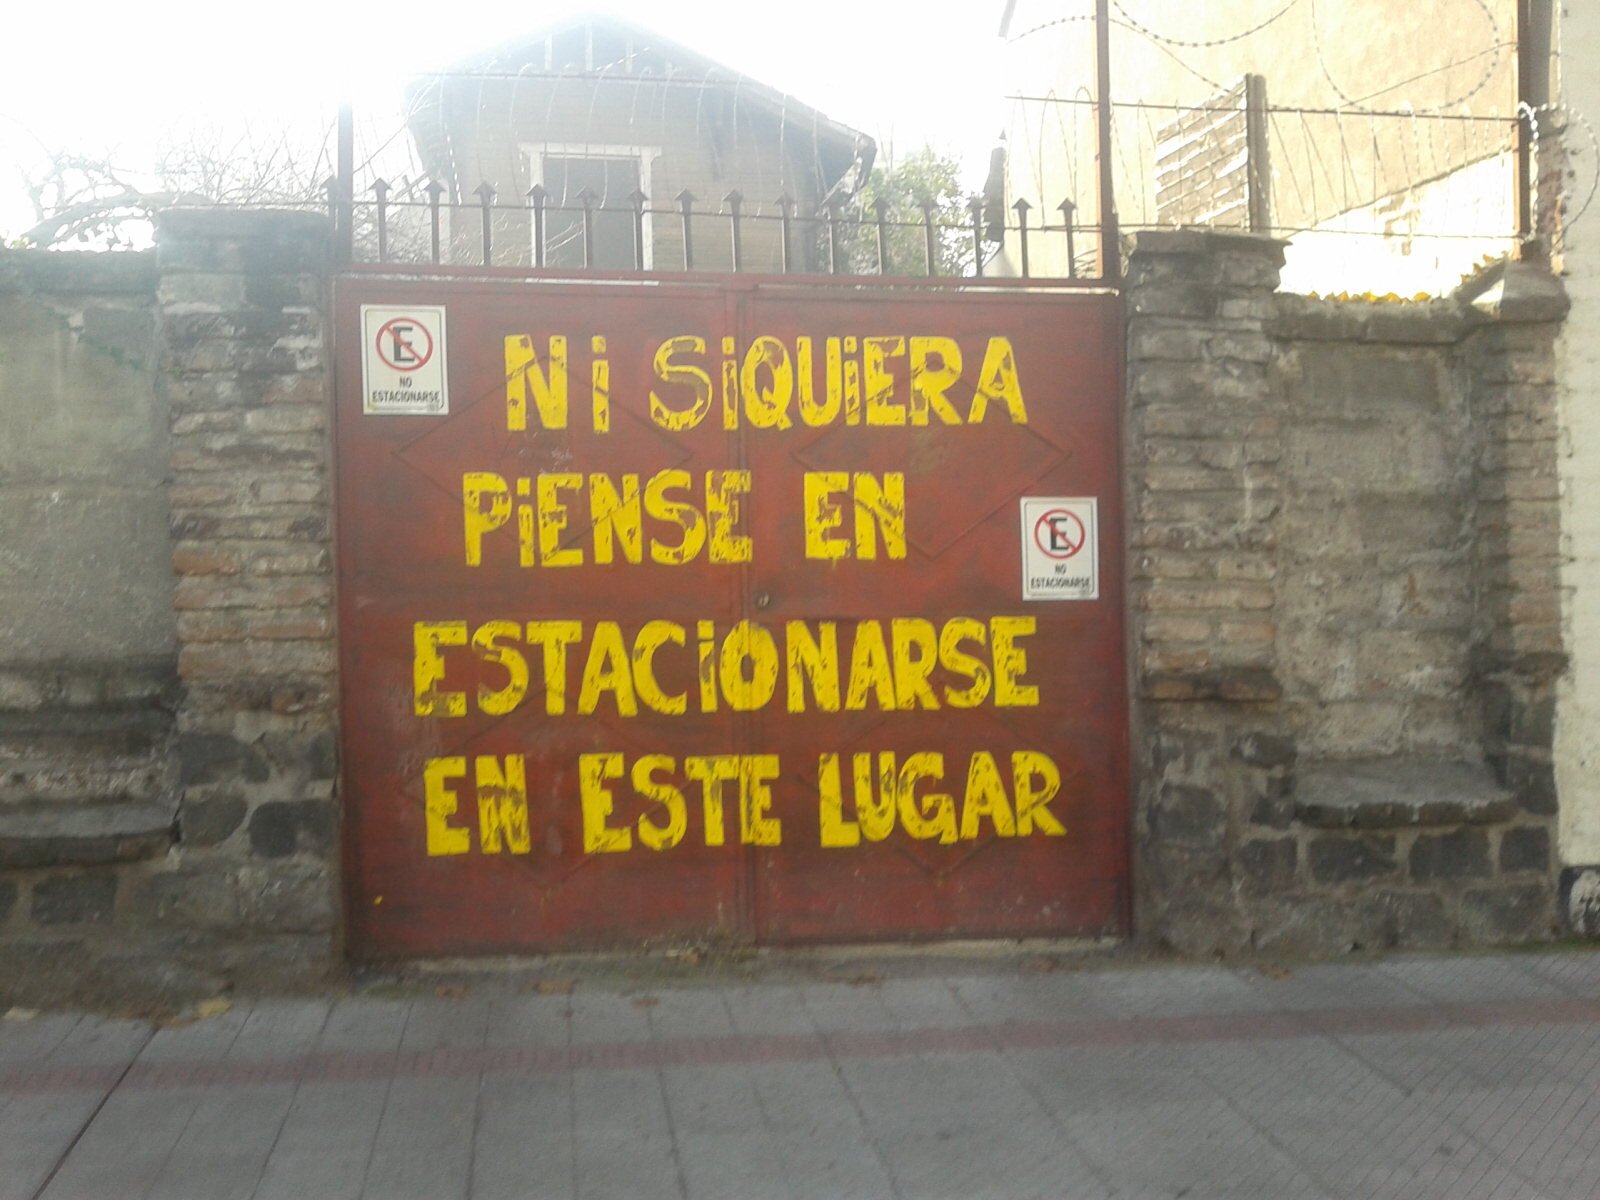 E
NO
ESTACIONARSE
Ni SiQUiERA
PiENSE EN
E
NO
ESTACIONARSE
ESTACiONARSE
EN ESTE LUGAR